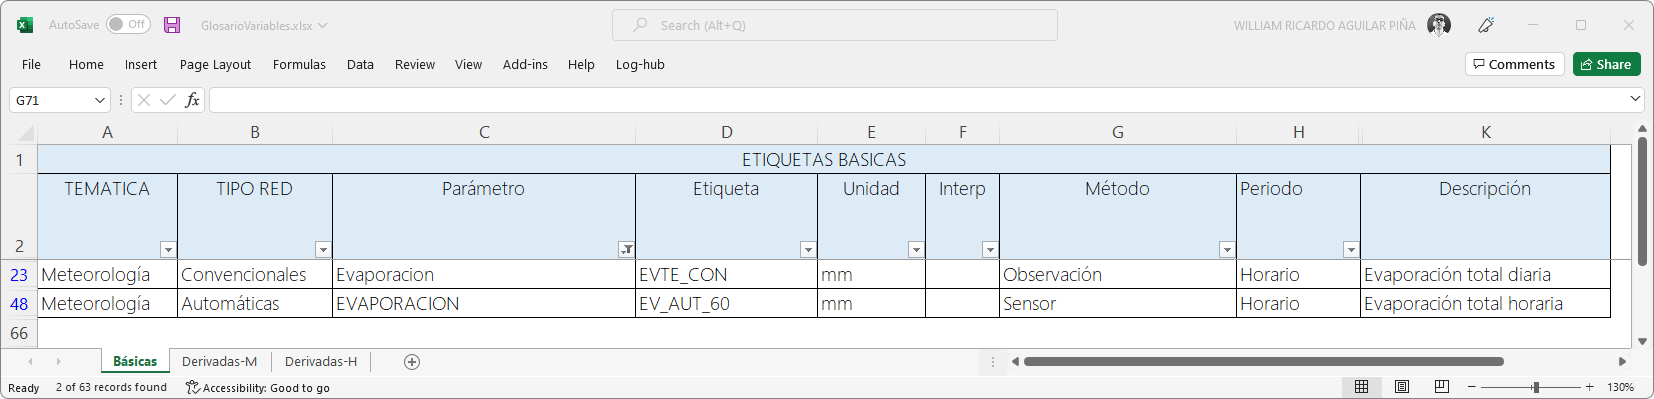 AutoSave Off GlosarioVariables.xlsx Search (Alt+Q) WILLIAM RICARDO AGUILAR PIÑA
File Home Insert Page Layout Formulas Data Review View Add-ins Help Log-hub Comments Share
G71 fx
A B C D E F G H K
1 ETIQUETAS BASICAS
2 TEMATICA TIPO RED Parámetro Etiqueta Unidad Interp Método Periodo Descripción
23 Meteorología Convencionales Evaporacion EVTE_CON mm Observación Horario Evaporación total diaria
48 Meteorología Automáticas EVAPORACION EV_AUT_60 mm Sensor Horario Evaporación total horaria
66
Básicas Derivadas-M Derivadas-H
Ready 2 of 63 records found Accessibility: Good to go 130%